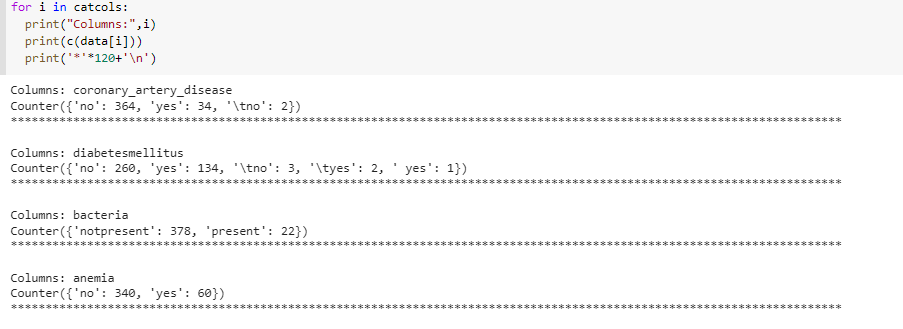 for i in catcols:
  print("Columns:",i)
  print(c(data[i]))
  print('*'*120+'\n')
Columns: coronary_artery_disease
Counter({'no': 364, 'yes': 34, '\tno': 2})
************************************************************************************************************************
Columns: diabetesmellitus
Counter({'no': 260, 'yes': 134, '\tno': 3, '\tyes': 2, ' yes': 1})
************************************************************************************************************************
Columns: bacteria
Counter({'notpresent': 378, 'present': 22})
************************************************************************************************************************
Columns: anemia
Counter({'no': 340, 'yes': 60})
************************************************************************************************************************